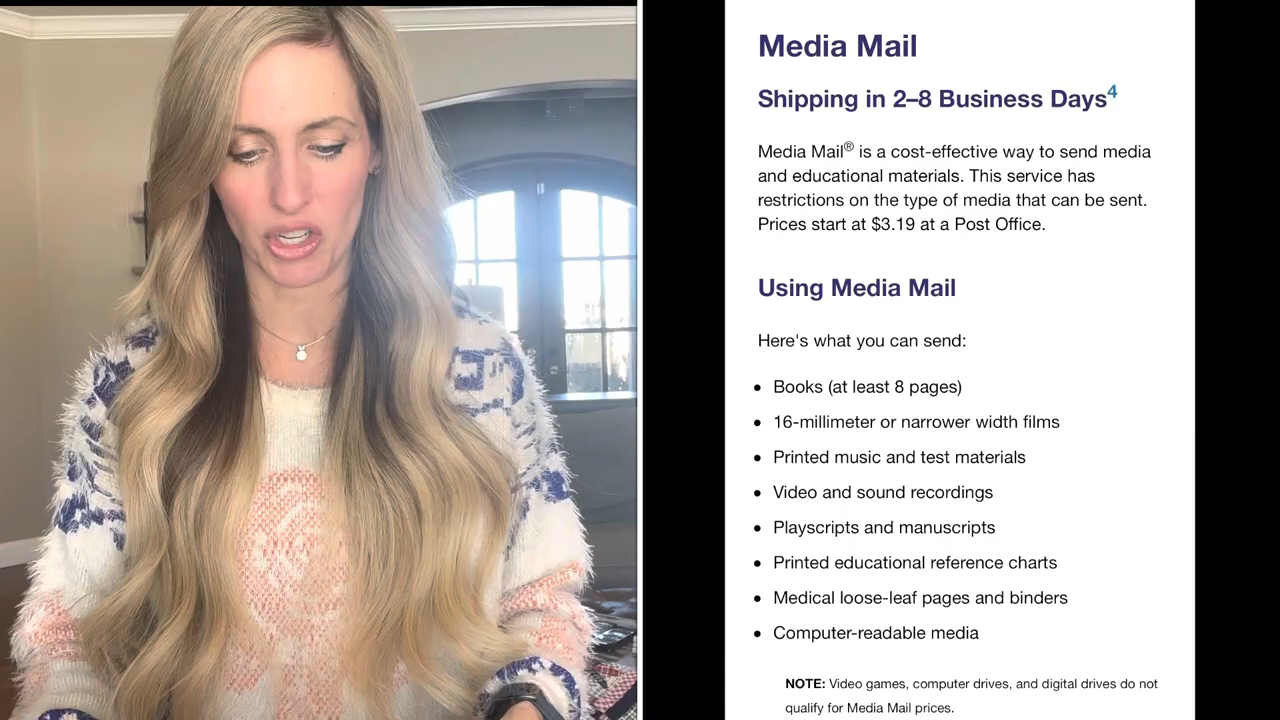 Media Mail
Shipping in 2–8 Business Days4
Media Mail® is a cost-effective way to send media
and educational materials. This service has
restrictions on the type of media that can be sent.
Prices start at $3.19 at a Post Office.
Using Media Mail
Here's what you can send:
• Books (at least 8 pages)
• 16-millimeter or narrower width films
• Printed music and test materials
• Video and sound recordings
• Playscripts and manuscripts
• Printed educational reference charts
• Medical loose-leaf pages and binders
• Computer-readable media
NOTE: Video games, computer drives, and digital drives do not
qualify for Media Mail prices.